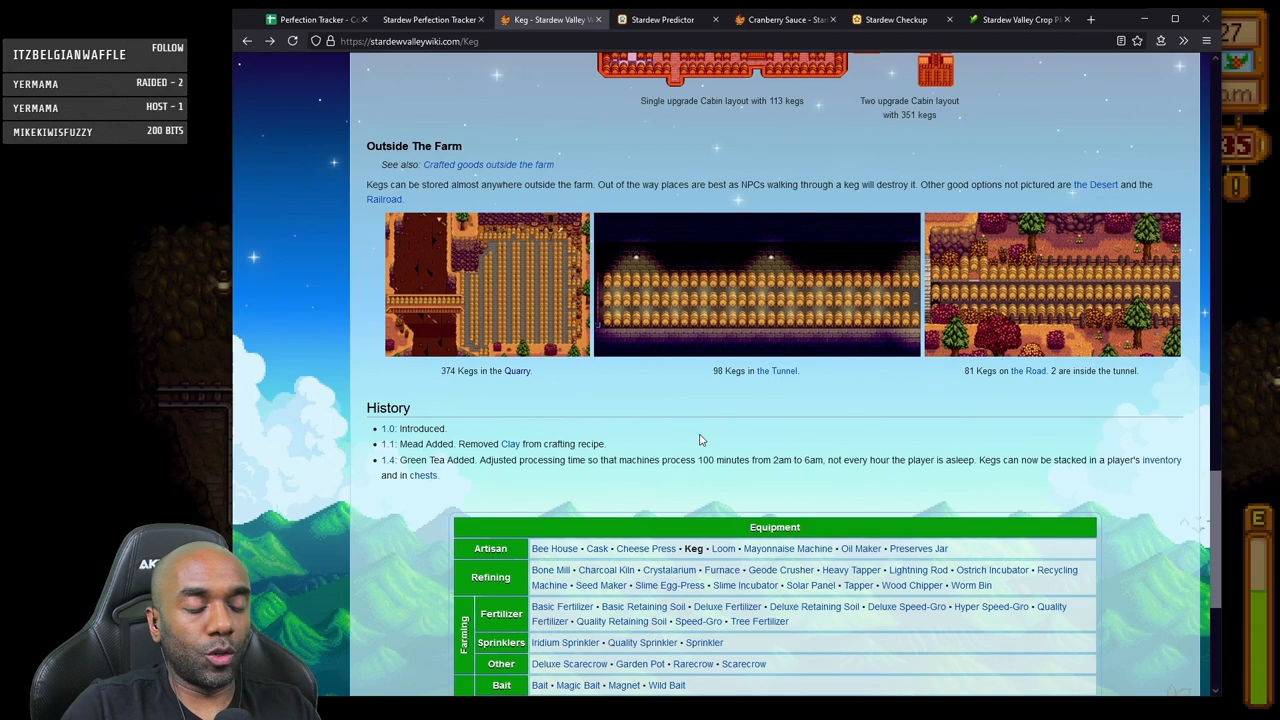 Perfection Tracker - Co
Stardew Perfection Tracker
Keg - Stardew Valley W
Stardew Predictor
Cranberry Sauce - Star
Stardew Checkup
Stardew Valley Crop Pl
https://stardewvalleywiki.com/Keg
ITZBELGIANWAFFLE
FOLLOW
YERMAMA
RAIDED - 2
YERMAMA
HOST - 1
MIKEKIWISFUZZY
200 BITS
27
am
35
Single upgrade Cabin layout with 113 kegs
Two upgrade Cabin layout
with 351 kegs
Outside The Farm
See also: Crafted goods outside the farm
Kegs can be stored almost anywhere outside the farm. Out of the way places are best as NPCs walking through a keg will destroy it. Other good options not pictured are the Desert and the
Railroad.
374 Kegs in the Quarry.
98 Kegs in the Tunnel.
81 Kegs on the Road. 2 are inside the tunnel.
History
• 1.0: Introduced.
• 1.1: Mead Added. Removed Clay from crafting recipe.
• 1.4: Green Tea Added. Adjusted processing time so that machines process 100 minutes from 2am to 6am, not every hour the player is asleep. Kegs can now be stacked in a player's inventory
and in chests.
Equipment
Artisan
Bee House • Cask • Cheese Press • Keg • Loom • Mayonnaise Machine • Oil Maker • Preserves Jar
Refining
Bone Mill • Charcoal Kiln • Crystalarium • Furnace • Geode Crusher • Heavy Tapper • Lightning Rod • Ostrich Incubator • Recycling
Machine • Seed Maker • Slime Egg-Press • Slime Incubator • Solar Panel • Tapper • Wood Chipper • Worm Bin
Farming
Fertilizer
Basic Fertilizer • Basic Retaining Soil • Deluxe Fertilizer • Deluxe Retaining Soil • Deluxe Speed-Gro • Hyper Speed-Gro • Quality
Fertilizer • Quality Retaining Soil • Speed-Gro • Tree Fertilizer
Sprinklers
Iridium Sprinkler • Quality Sprinkler • Sprinkler
Other
Deluxe Scarecrow • Garden Pot • Rarecrow • Scarecrow
Bait
Bait • Magic Bait • Magnet • Wild Bait
E
AK